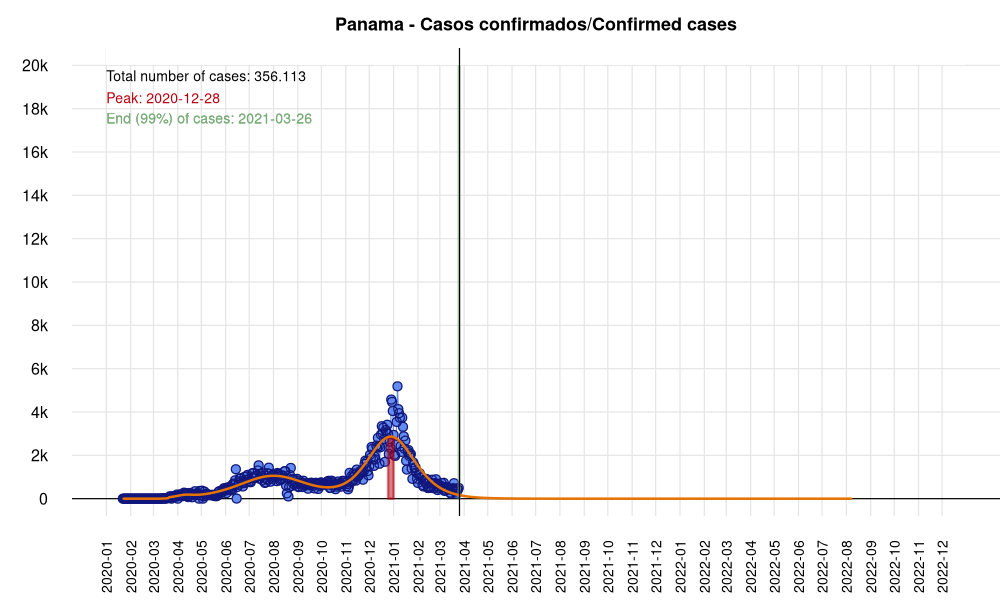 Panama - Casos confirmados/Confirmed cases
Total number of cases: 356.113
Peak: 2020-12-28
End (99%) of cases: 2021-03-26
20k
18k
16k
14k
12k
10k
8k
6k
4k
2k
0
2020-01
2020-02
2020-03
2020-04
2020-05
2020-06
2020-07
2020-08
2020-09
2020-10
2020-11
2020-12
2021-01
2021-02
2021-03
2021-04
2021-05
2021-06
2021-07
2021-08
2021-09
2021-10
2021-11
2021-12
2022-01
2022-02
2022-03
2022-04
2022-05
2022-06
2022-07
2022-08
2022-09
2022-10
2022-11
2022-12